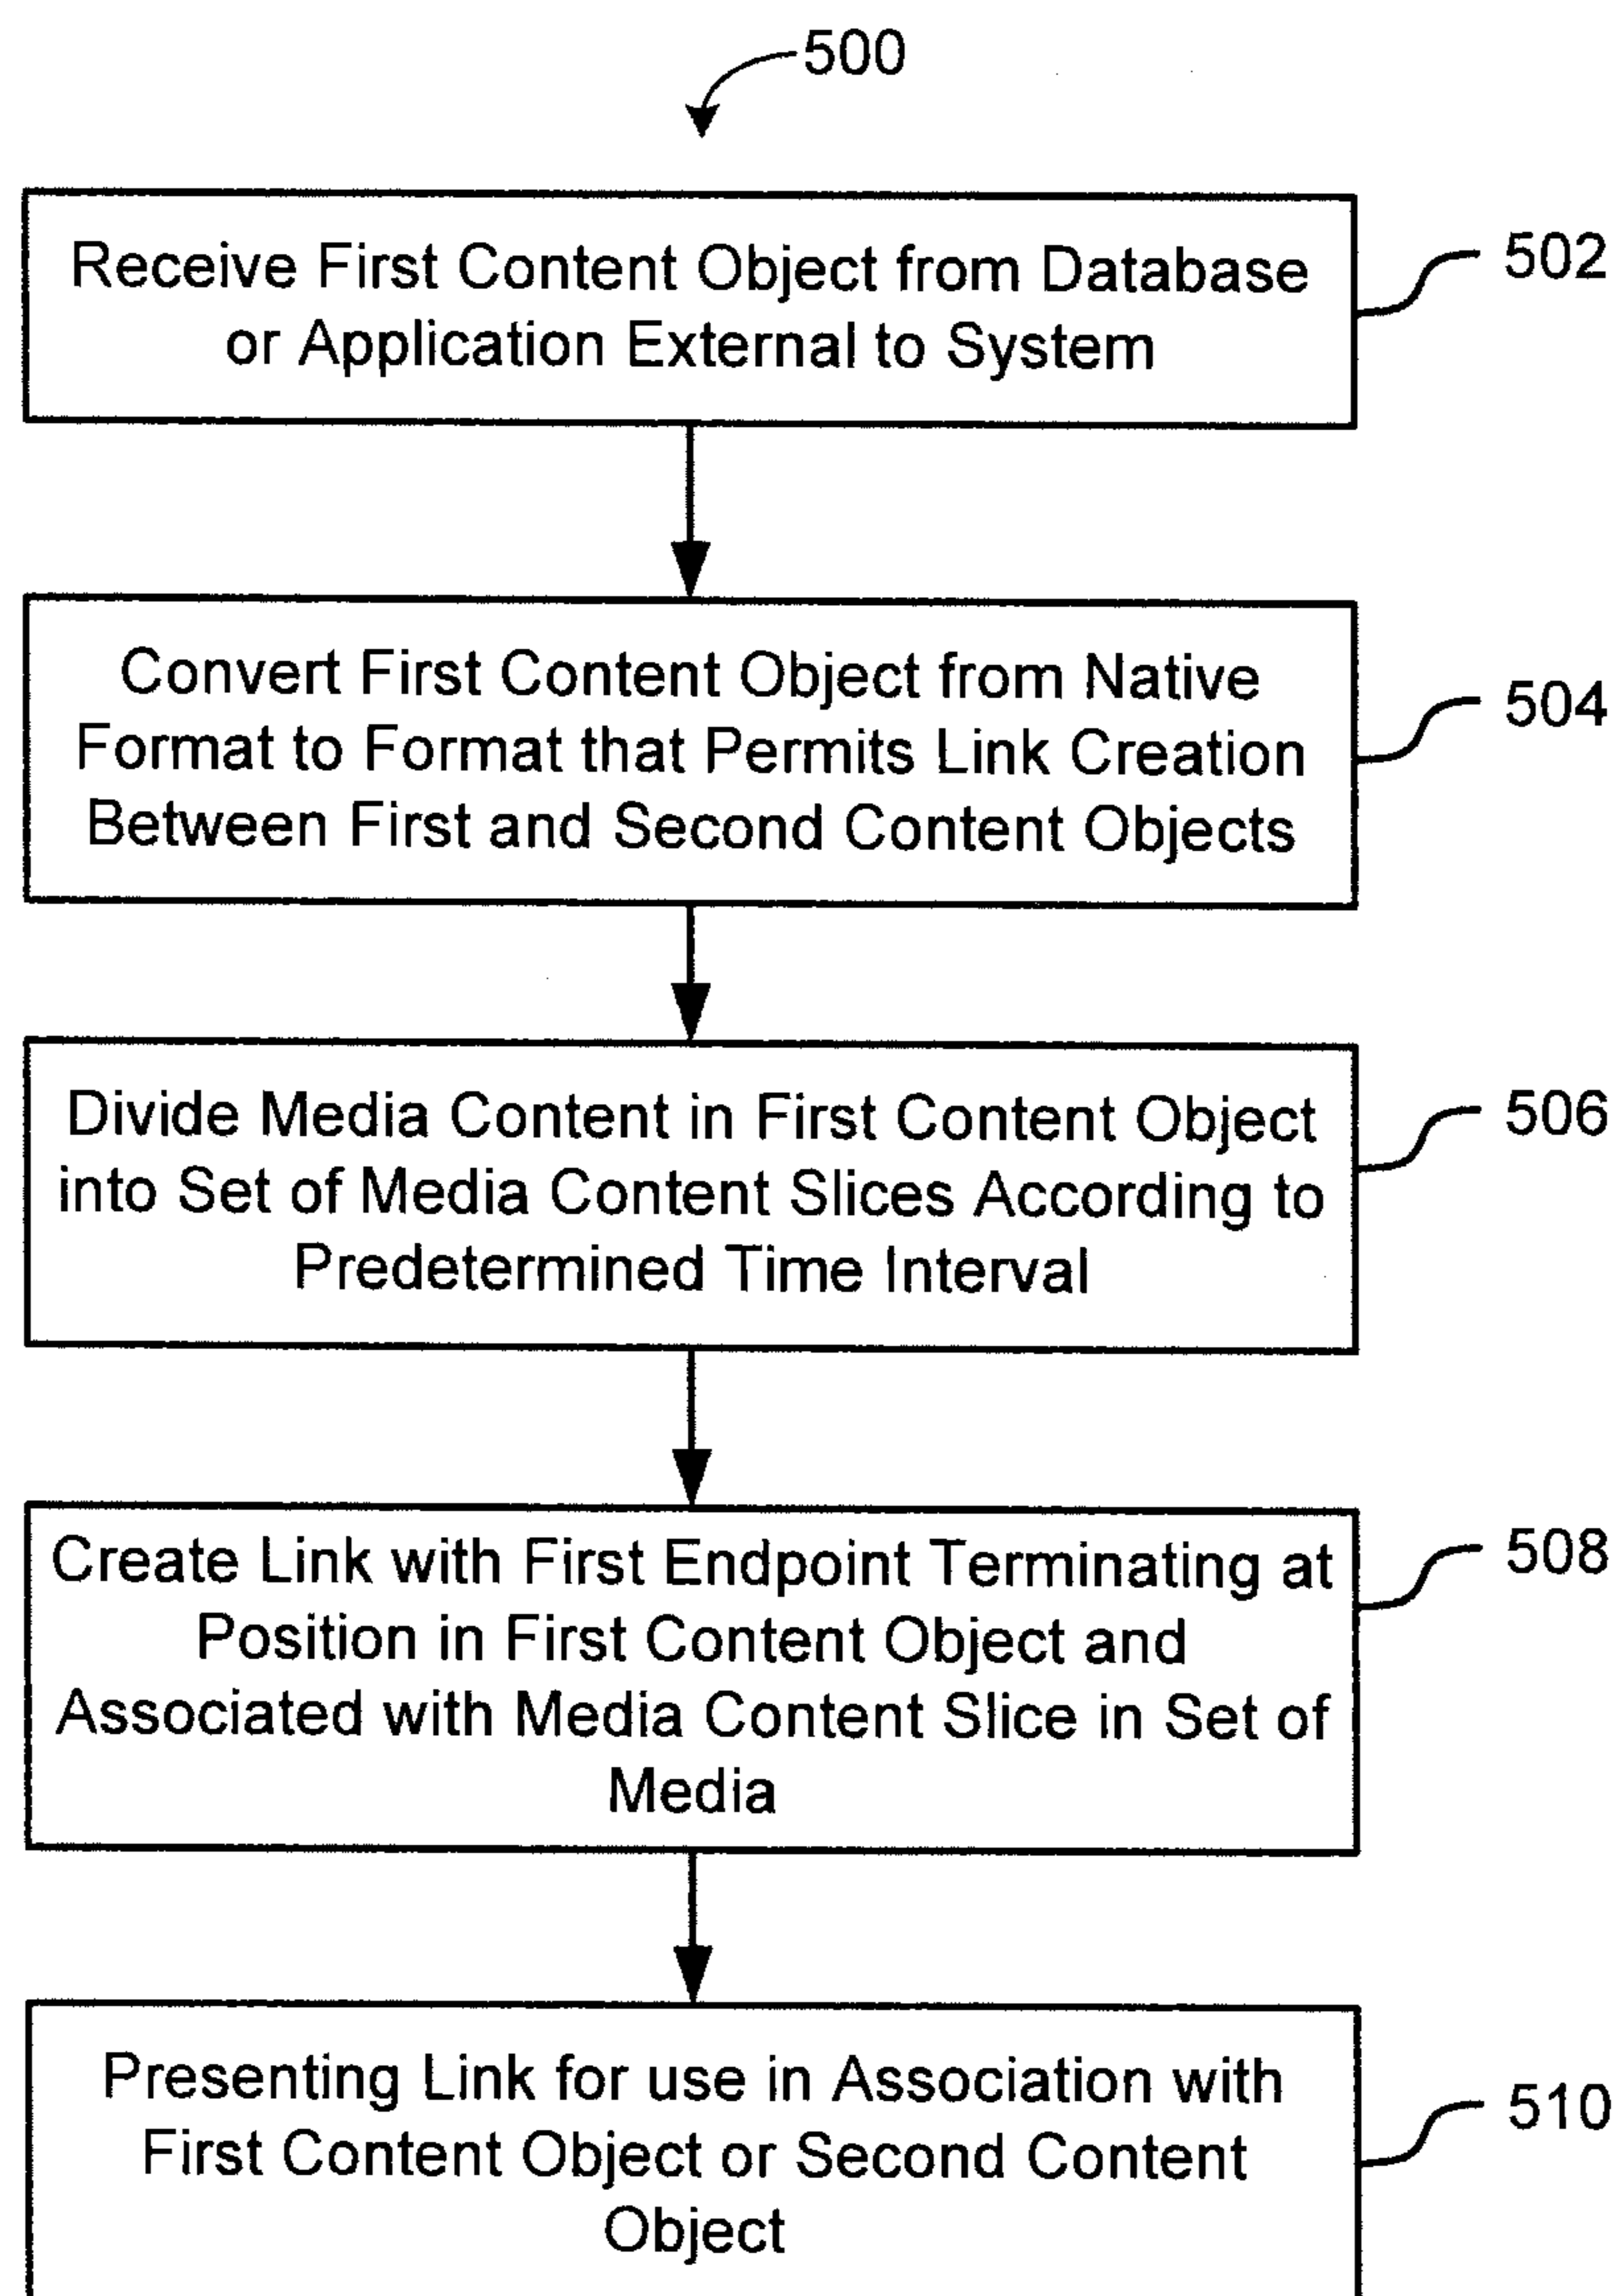 500
Receive First Content Object from Database
or Application External to System
502
Convert First Content Object from Native
Format to Format that Permits Link Creation
Between First and Second Content Objects
504
Divide Media Content in First Content Object
into Set of Media Content Slices According to
Predetermined Time Interval
506
Create Link with First Endpoint Terminating at
Position in First Content Object and
Associated with Media Content Slice in Set of
Media
508
Presenting Link for use in Association with
First Content Object or Second Content
Object
510